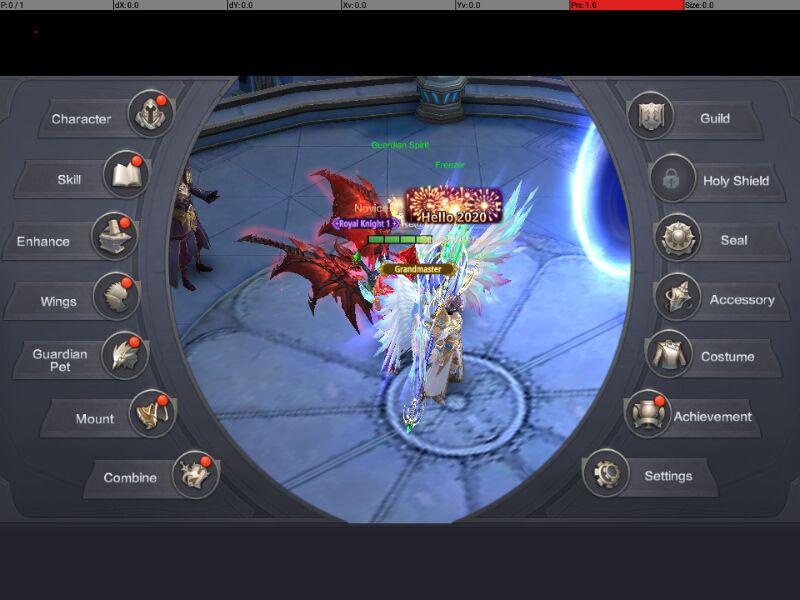 P: 0 / 1 dX: 0.0 dY: 0.0 Xv: 0.0 Yv: 0.0 Prs: 1.0 Size: 0.0
Character
Skill
Enhance
Wings
Guardian
Pet
Mount
Combine
Guardian Spirit
Freezer
Novice
Hello 2020
Royal Knight 1
Grandmaster
Guild
Holy Shield
Seal
Accessory
Costume
Achievement
Settings